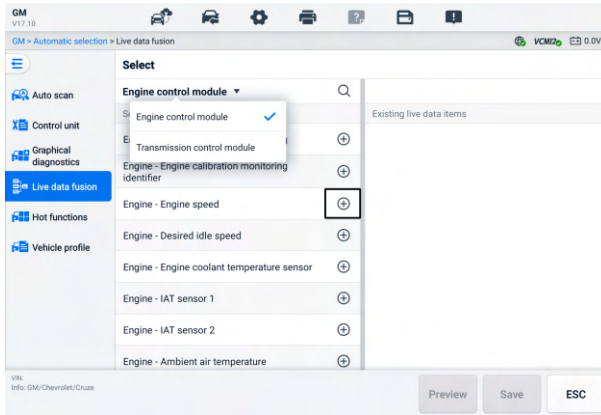 GM
V17.10
GM > Automatic selection > Live data fusion
VCMI2 0.0V
Select
Auto scan
Control unit
Graphical
diagnostics
Live data fusion
Hot functions
Vehicle profile
Engine control module
Engine control module
Transmission control module
Engine - Engine calibration monitoring
identifier
Engine - Engine speed
Engine - Desired idle speed
Engine - Engine coolant temperature sensor
Engine - IAT sensor 1
Engine - IAT sensor 2
Engine - Ambient air temperature
Existing live data items
VIN:
Info: GM/Chevrolet/Cruze
Preview
Save
ESC